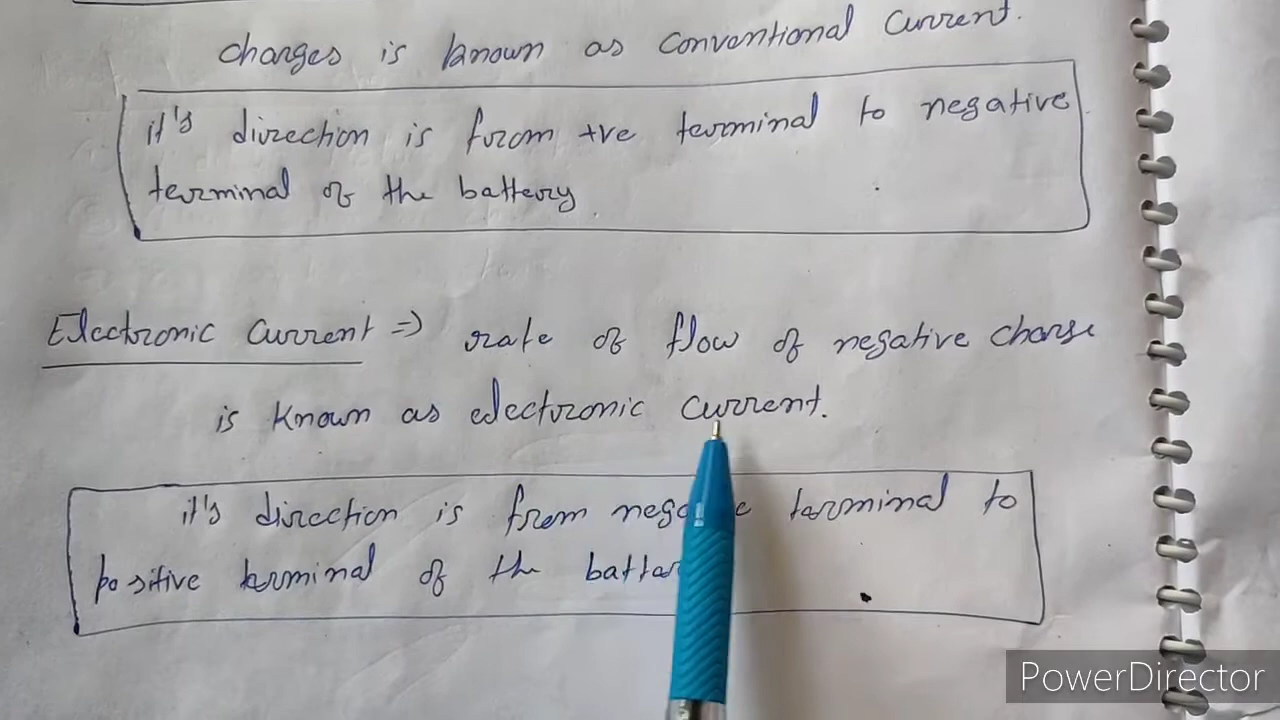 charges is known as conventional current.
it's direction is from +ve terminal to negative
terminal of the battery
Electronic Current => rate of flow of negative charge
is known as electronic current.
it's direction is from terminal to
positive terminal of the
PowerDirector